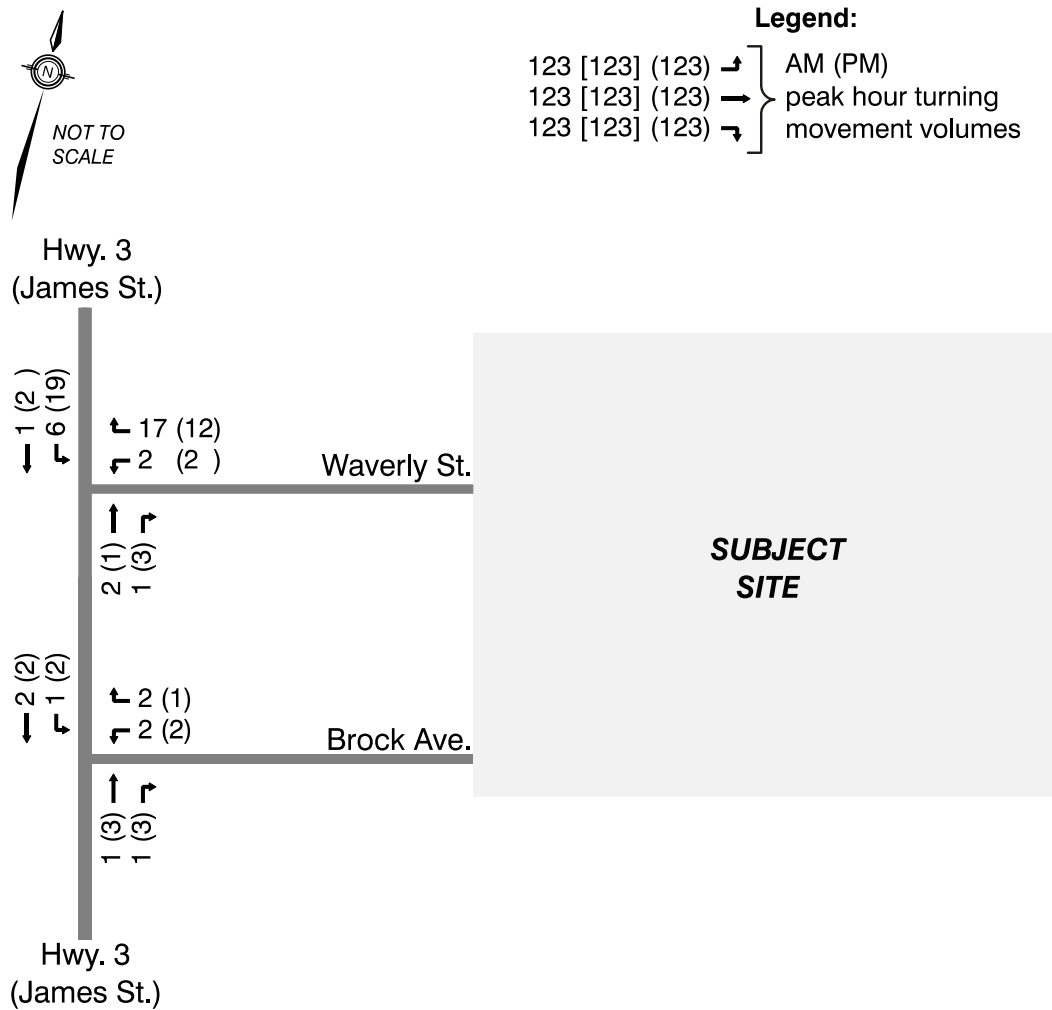 Legend:
123 [123] (123)
123 [123] (123)
123 [123] (123)
AM (PM)
peak hour turning
movement volumes
N
NOT TO
SCALE
Hwy. 3
(James St.)
1 (2 )
6 (19)
17 (12)
2 (2 )
Waverly St.
2 (1)
1 (3)
SUBJECT
SITE
2 (2)
1 (2)
2 (1)
2 (2)
Brock Ave.
1 (3)
1 (3)
Hwy. 3
(James St.)